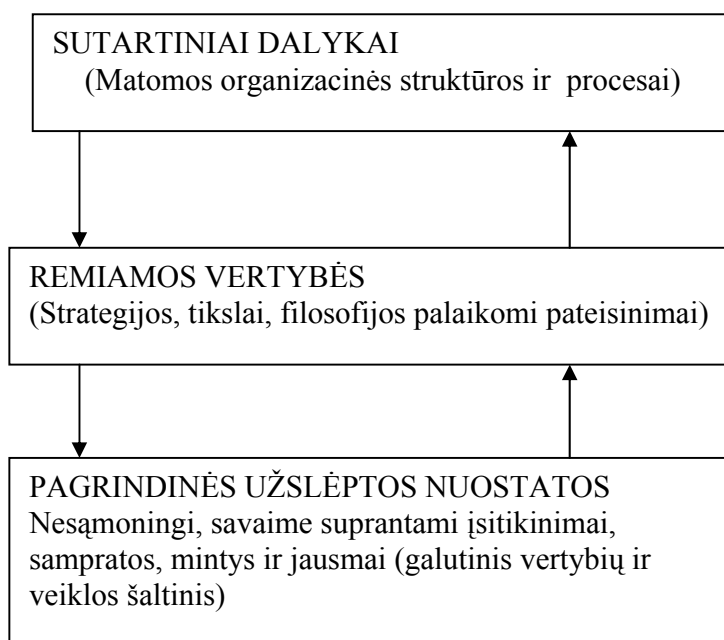 SUTARTINIAI DALYKAI
(Matomos organizacinės struktūros ir procesai)
REMIAMOS VERTYBĖS
(Strategijos, tikslai, filosofijos palaikomi pateisinimai)
PAGRINDINĖS UŽSLĖPTOS NUOSTATOS
Nesąmoningi, savaime suprantami įsitikinimai,
sampratos, mintys ir jausmai (galutinis vertybių ir
veiklos šaltinis)